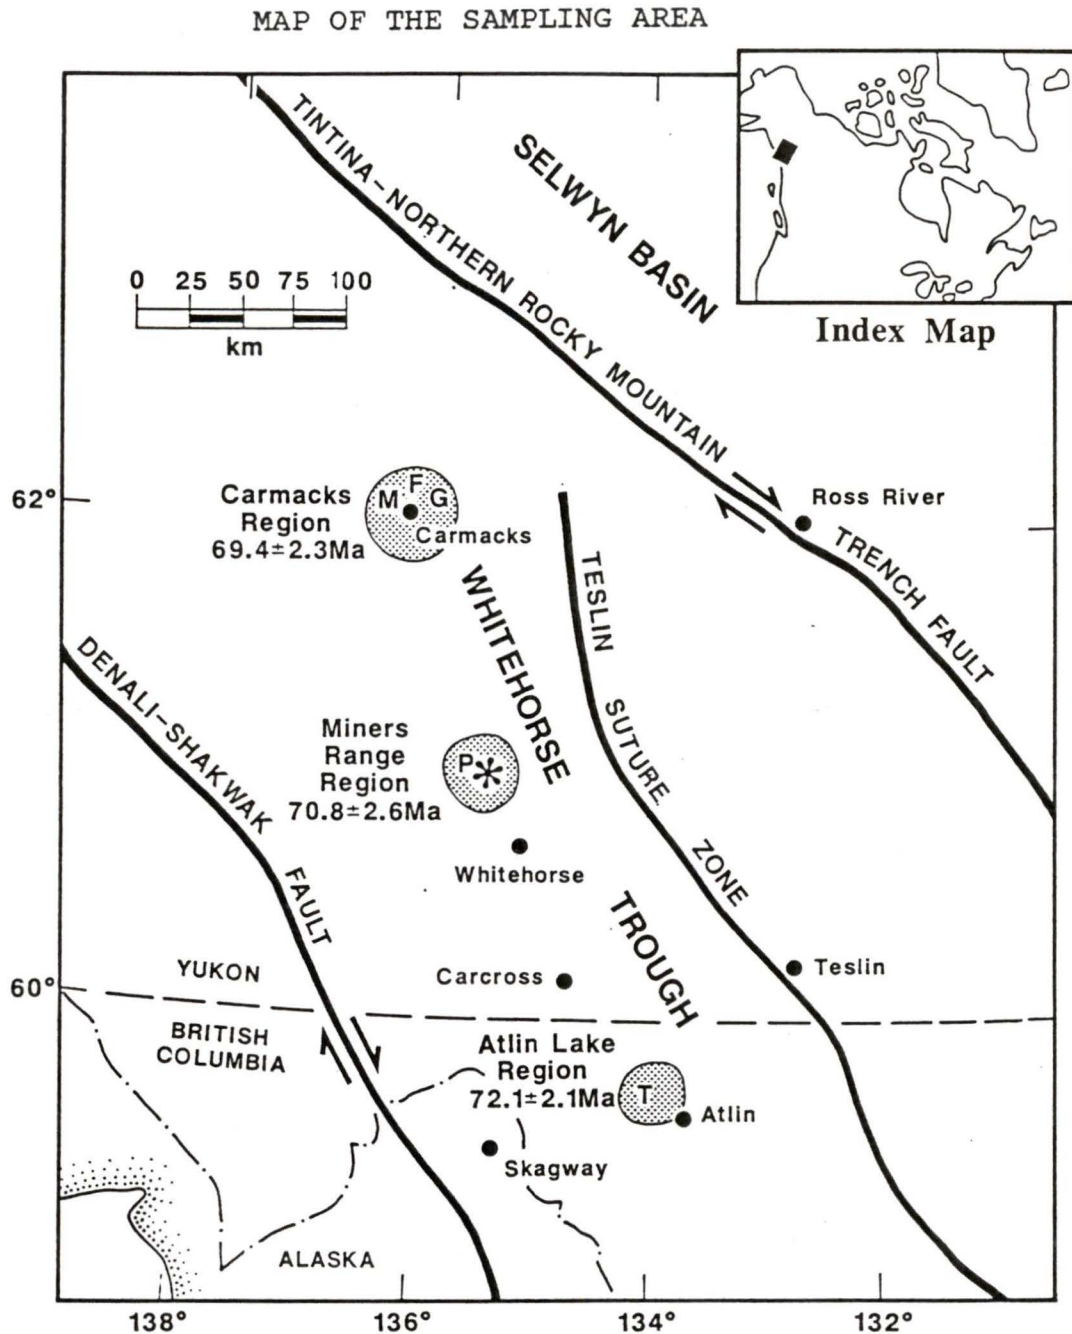 MAP OF THE SAMPLING AREA
TINTINA-NORTHERN ROCKY MOUNTAIN
TRENCH FAULT
SELWYN BASIN
Index Map
0 25 50 75 100
km
62°
Carmacks
Region
69.4±2.3Ma
M F G
Carmacks
Ross River
WHITEHORSE
TROUGH
TESLIN
SUTURE
ZONE
DENALI-SHAKWAK
FAULT
Miners
Range
Region
70.8±2.6Ma
P
Whitehorse
60°
YUKON
Carcross
Teslin
BRITISH
COLUMBIA
Atlin Lake
Region
72.1±2.1Ma
T
Atlin
Skagway
ALASKA
138° 136° 134° 132°